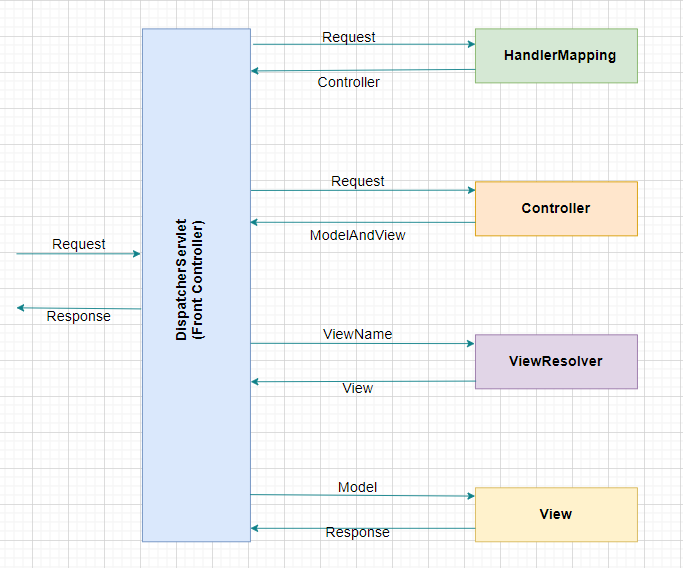 Request
HandlerMapping
Controller
Request
Controller
ModelAndView
Request
Response
DispatcherServlet
(Front Controller)
ViewName
ViewResolver
View
Model
View
Response